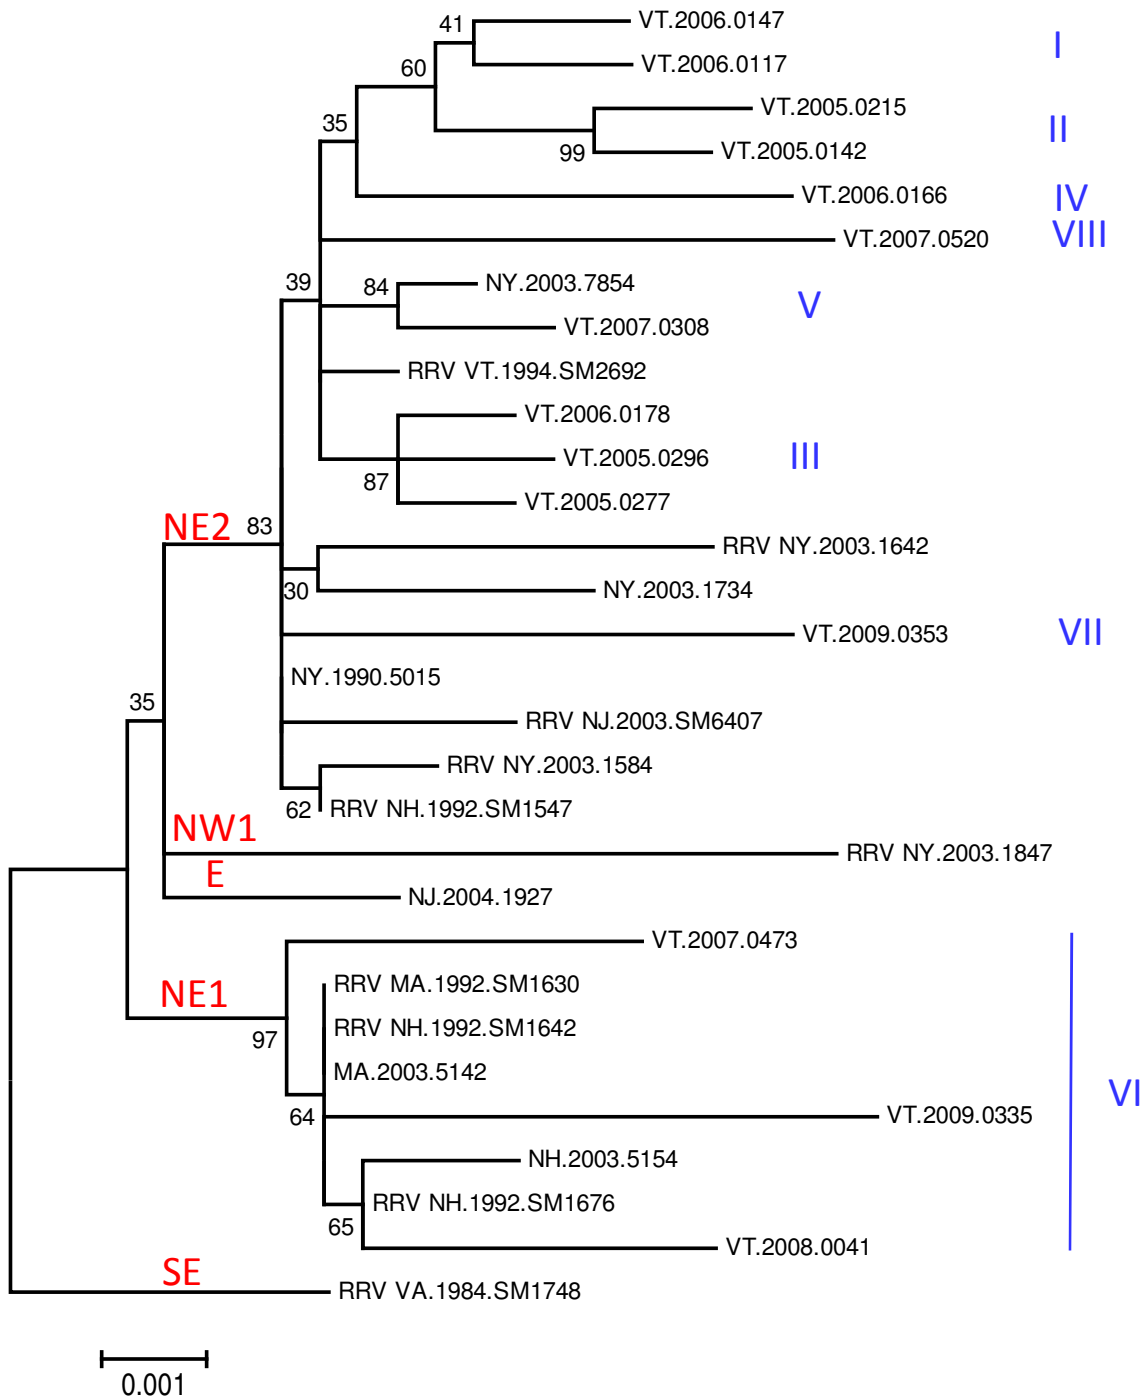 41
VT.2006.0147
I
60
VT.2006.0117
35
VT.2005.0215
II
99
VT.2005.0142
VT.2006.0166
IV
VT.2007.0520
VIII
39
84
NY.2003.7854
V
VT.2007.0308
RRV VT.1994.SM2692
VT.2006.0178
VT.2005.0296
III
87
VT.2005.0277
NE2
83
RRV NY.2003.1642
30
NY.2003.1734
VT.2009.0353
VII
NY.1990.5015
35
RRV NJ.2003.SM6407
RRV NY.2003.1584
62
RRV NH.1992.SM1547
NW1
RRV NY.2003.1847
E
NJ.2004.1927
VT.2007.0473
NE1
RRV MA.1992.SM1630
97
RRV NH.1992.SM1642
MA.2003.5142
VI
64
VT.2009.0335
NH.2003.5154
RRV NH.1992.SM1676
65
VT.2008.0041
SE
RRV VA.1984.SM1748
0.001